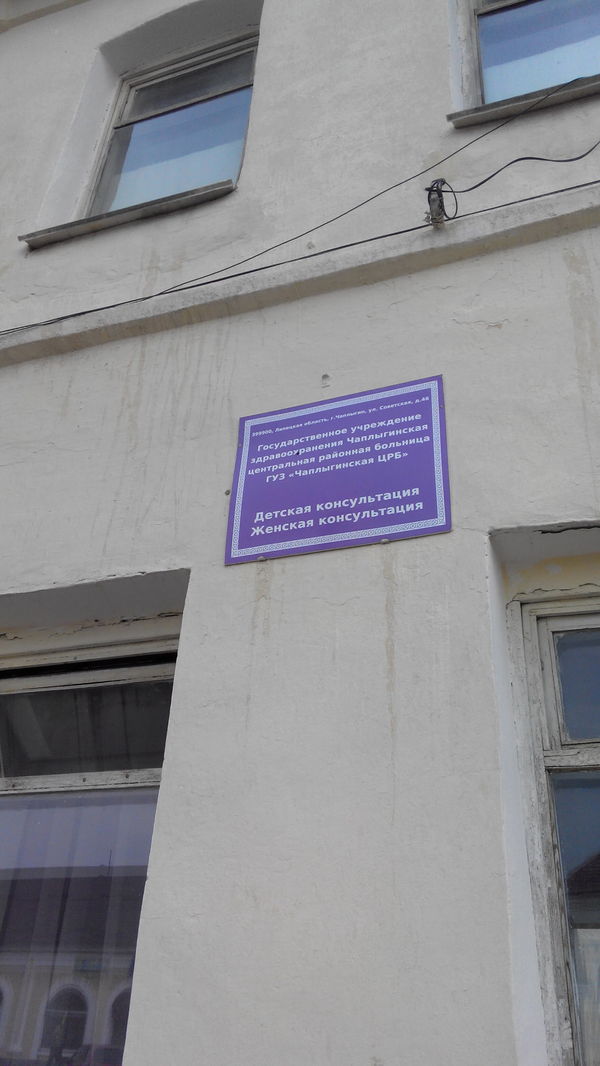 399900, Липецкая область, г.Чаплыгин, ул. Советская, д.46
Государственное учреждение
здравоохранения Чаплыгинская
центральная районная больница
ГУЗ «Чаплыгинская ЦРБ»
Детская консультация
Женская консультация